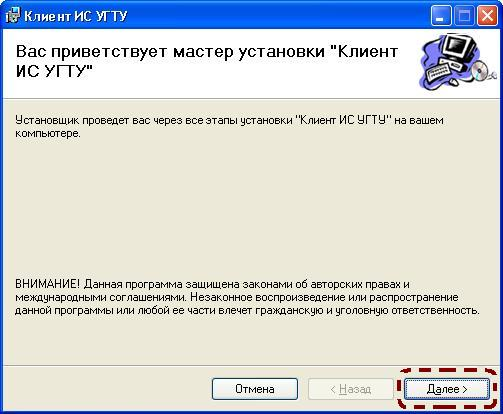 Клиент ИС УГТУ
Вас приветствует мастер установки "Клиент
ИС УГТУ"
Установщик проведет вас через все этапы установки "Клиент ИС УГТУ" на вашем
компьютере.
ВНИМАНИЕ! Данная программа защищена законами об авторских правах и
международными соглашениями. Незаконное воспроизведение или распространение
данной программы или любой ее части влечет гражданскую и уголовную ответственность.
Отмена
< Назад
Далее >